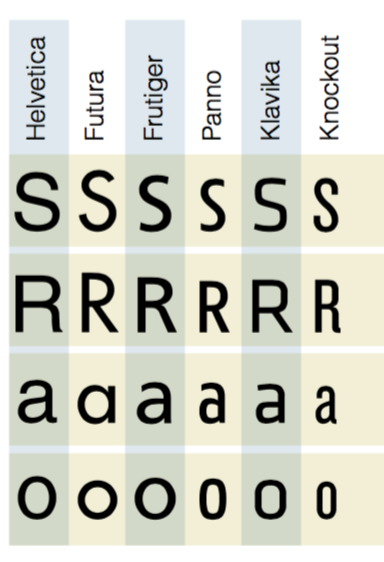 Helvetica Futura Frutiger Panno Klavika Knockout
S S S S S S
R R R R R R
a a a a a a
o o o o o o